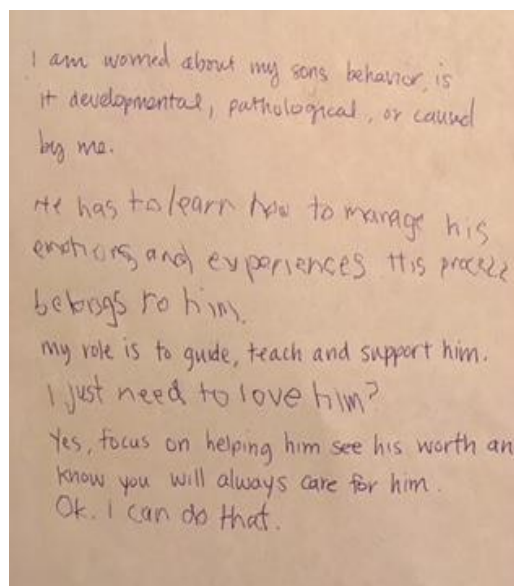 I am worried about my sons behavior, is
it developmental, pathological, or caused
by me.
He has to learn how to manage his
emotions and experiences. His process
belongs to him.
My role is to guide, teach and support him.
I just need to love him?
Yes, focus on helping him see his worth an
know you will always care for him.
Ok. I can do that.